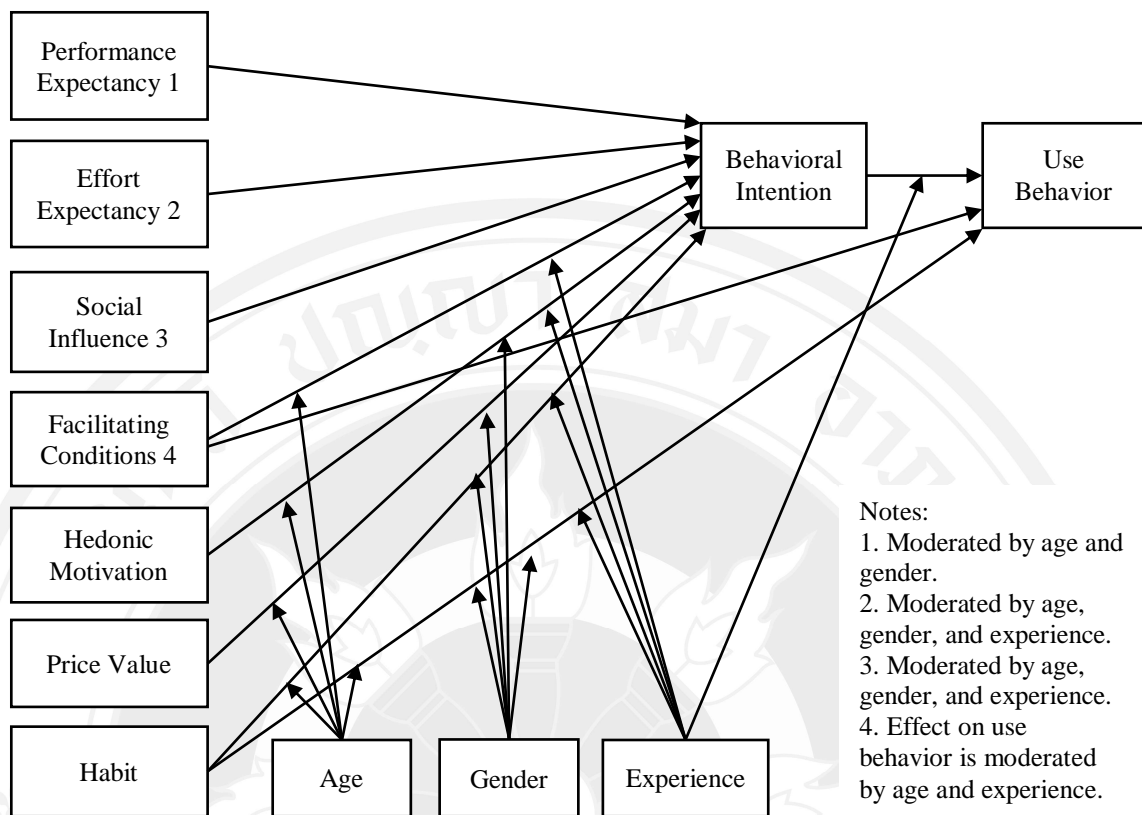 Performance
Expectancy 1
Effort
Expectancy 2
Social
Influence 3
Facilitating
Conditions 4
Hedonic
Motivation
Price Value
Habit
Age
Gender
Experience
Behavioral
Intention
Use
Behavior
Notes:
1. Moderated by age and
gender.
2. Moderated by age,
gender, and experience.
3. Moderated by age,
gender, and experience.
4. Effect on use
behavior is moderated
by age and experience.